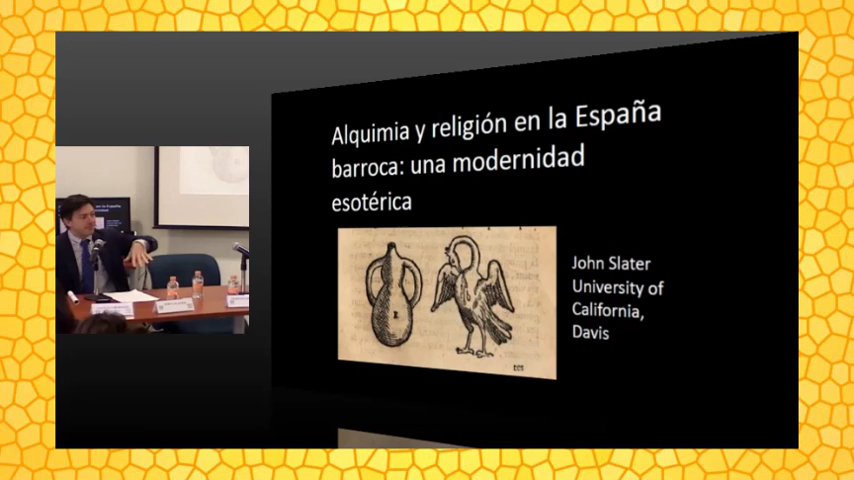 Alquimia y religión en la España
barroca: una modernidad
esotérica
John Slater
University of
California,
Davis